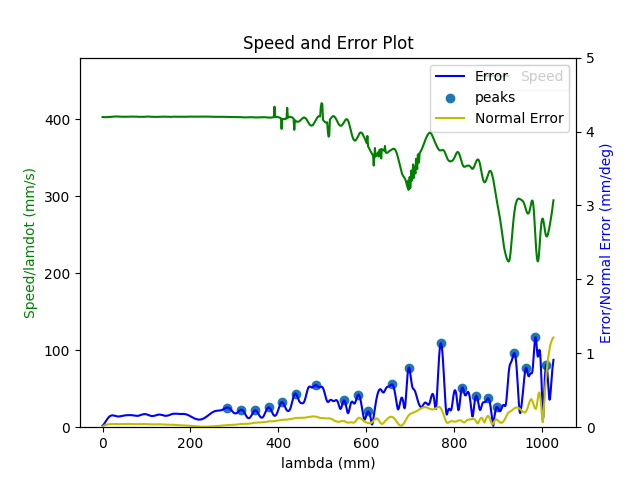 Speed and Error Plot
Speed/lamdot (mm/s)
400
300
200
100
0
Error
Speed
peaks
Normal Error
5
4
3
2
1
0
Error/Normal Error (mm/deg)
0 200 400 600 800 1000
lambda (mm)